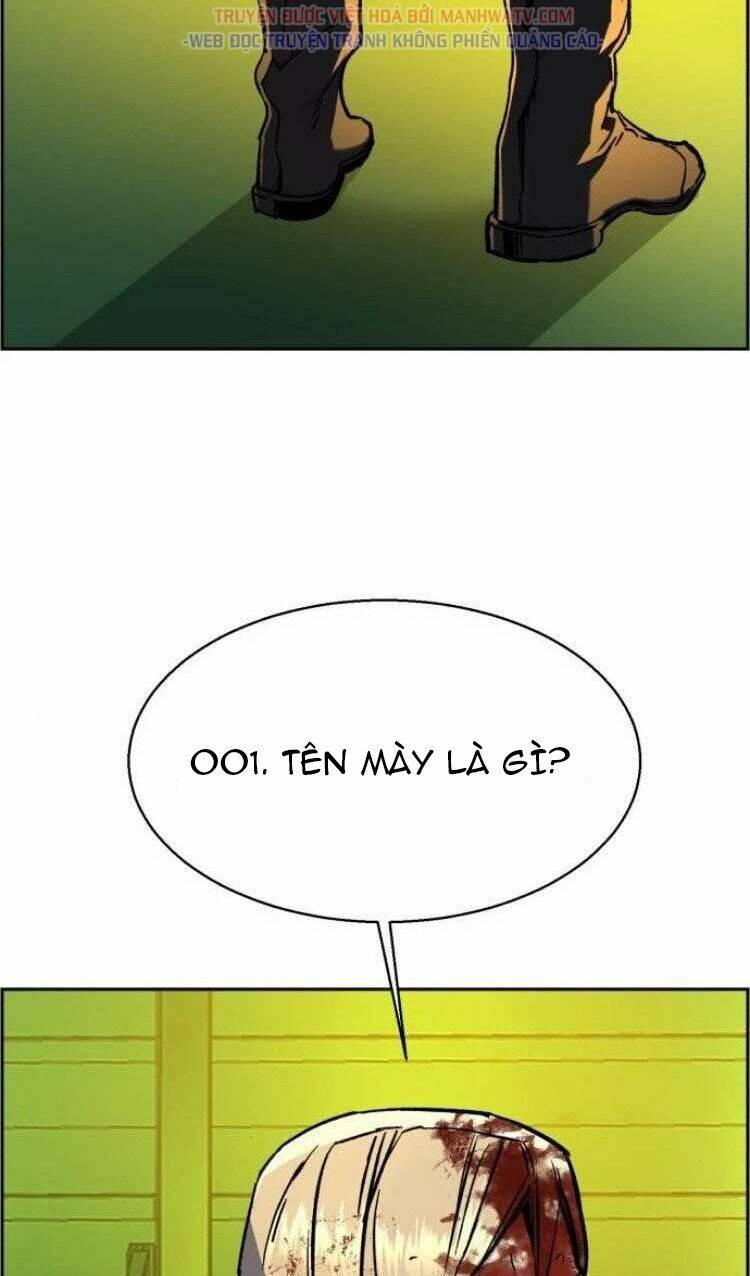 TRUYỆN ĐƯỢC VIỆT HOÁ BỞI MANHWATV.COM
-WEB ĐỌC TRUYỆN TRANH KHÔNG PHIỀN QUẢNG CÁO-
001. TÊN MÀY LÀ GÌ?